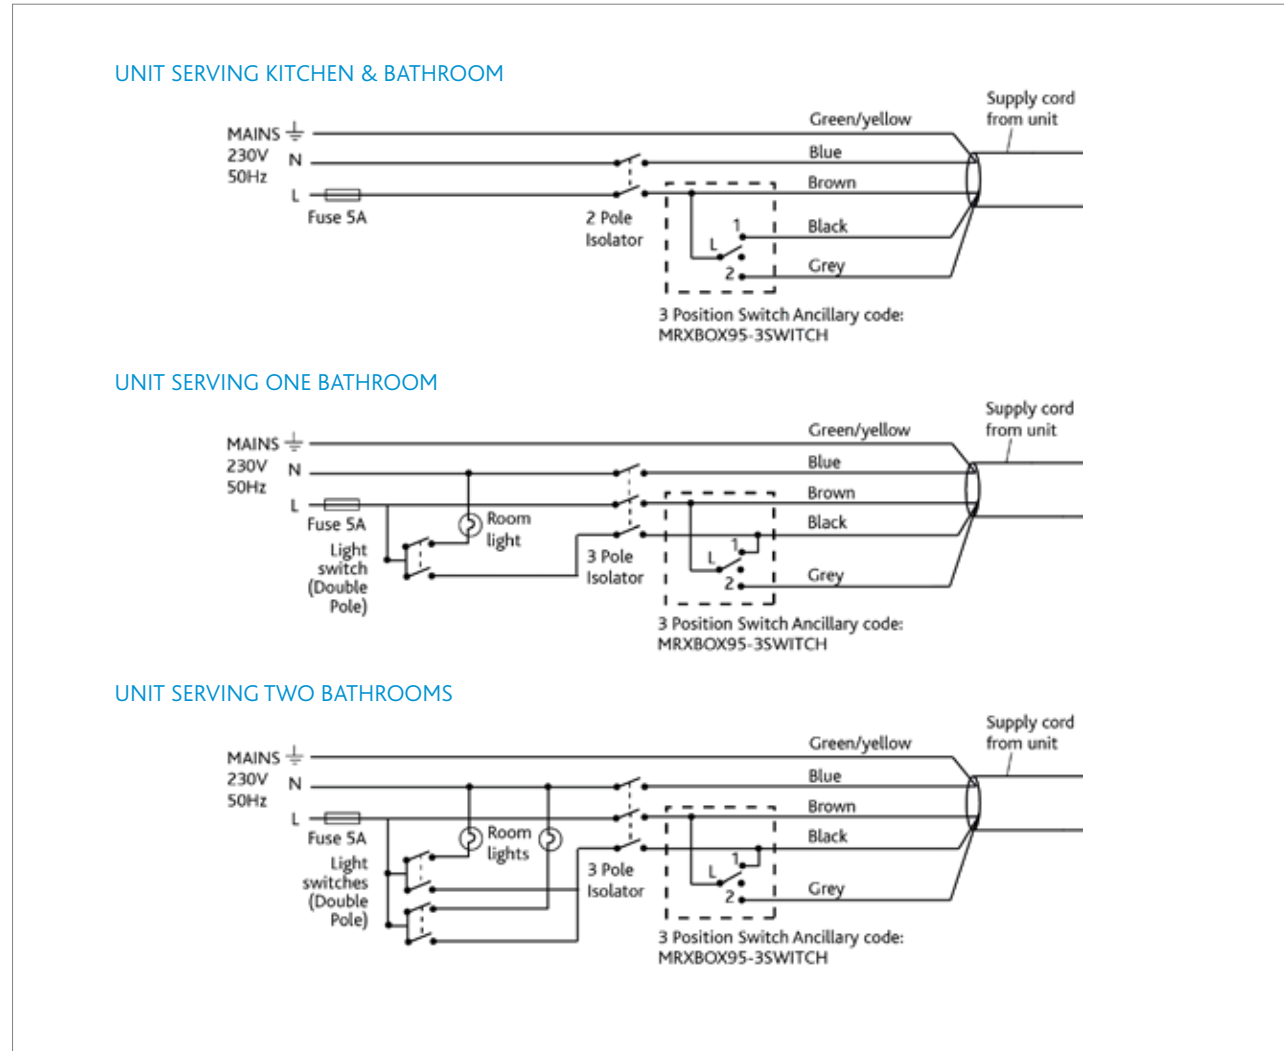 UNIT SERVING KITCHEN & BATHROOM
Supply cord
from unit
Green/yellow
MAINS
230V
50Hz
N
Blue
L
Fuse 5A
2 Pole
Isolator
Brown
Black
1
L
2
Grey
3 Position Switch Ancillary code:
MRXBOX95-3SWITCH
UNIT SERVING ONE BATHROOM
Supply cord
from unit
Green/yellow
MAINS
230V
50Hz
N
Blue
L
Fuse 5A
Brown
Black
Room
light
Light
switch
(Double
Pole)
3 Pole
Isolator
1
L
2
Grey
3 Position Switch Ancillary code:
MRXBOX95-3SWITCH
UNIT SERVING TWO BATHROOMS
Supply cord
from unit
Green/yellow
MAINS
230V
50Hz
N
Blue
L
Fuse 5A
Brown
Black
Room
lights
Light
switches
(Double
Pole)
3 Pole
Isolator
1
L
2
Grey
3 Position Switch Ancillary code:
MRXBOX95-3SWITCH